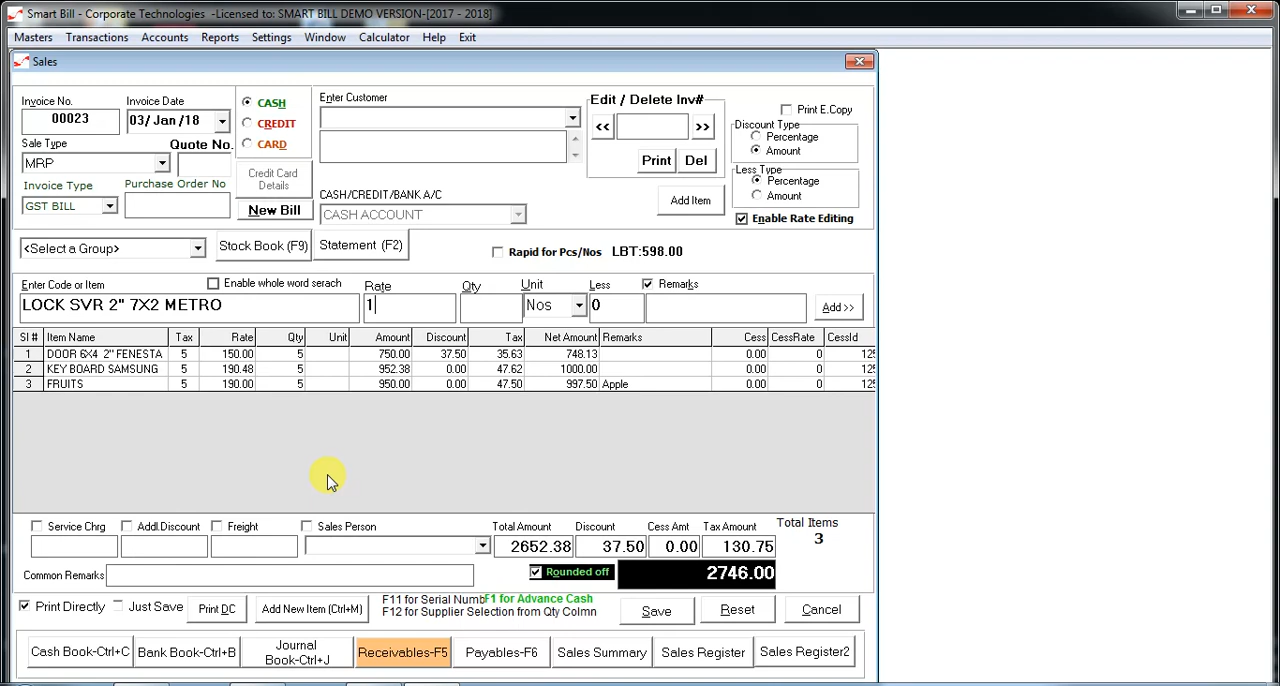 Smart Bill - Corporate Technologies -Licensed to: SMART BILL DEMO VERSION-[2017 - 2018]
Masters Transactions Accounts Reports Settings Window Calculator Help Exit
Sales
Invoice No. Invoice Date CASH Enter Customer Edit / Delete Inv# Print E.Copy
00023 03/Jan/18 CREDIT << >> Discount Type
Percentage
Sale Type Quote No. CARD Amount
MRP Credit Card Details Print Del Less Type
Percentage
Invoice Type Purchase Order No CASH/CREDIT/BANK A/C Add Item Amount
GST BILL New Bill CASH ACCOUNT Enable Rate Editing
<Select a Group> Stock Book (F9) Statement (F2) Rapid for Pcs/Nos LBT:598.00
Enter Code or Item Enable whole word serach Rate Qty Unit Less Remarks
LOCK SVR 2" 7X2 METRO 1 Nos 0 Add>>
Sl # Item Name Tax Rate Qty Unit Amount Discount Tax Net Amount Remarks Cess CessRate CessId
1 DOOR 6X4 2" FENESTA 5 150.00 5 750.00 37.50 35.63 748.13 0.00 0 125
2 KEY BOARD SAMSUNG 5 190.48 5 952.38 0.00 47.62 1000.00 0.00 0 125
3 FRUITS 5 190.00 5 950.00 0.00 47.50 997.50 Apple 0.00 0 125
Service Chrg Addl.Discount Freight Sales Person Total Amount Discount Cess Amt Tax Amount Total Items
2652.38 37.50 0.00 130.75 3
Common Remarks Rounded off 2746.00
Print Directly Just Save Print DC Add New Item (Ctrl+M) F11 for Serial Numb F1 for Advance Cash
F12 for Supplier Selection from Qty Colmn Save Reset Cancel
Cash Book-Ctrl+C Bank Book-Ctrl+B Journal Book-Ctrl+J Receivables-F5 Payables-F6 Sales Summary Sales Register Sales Register2